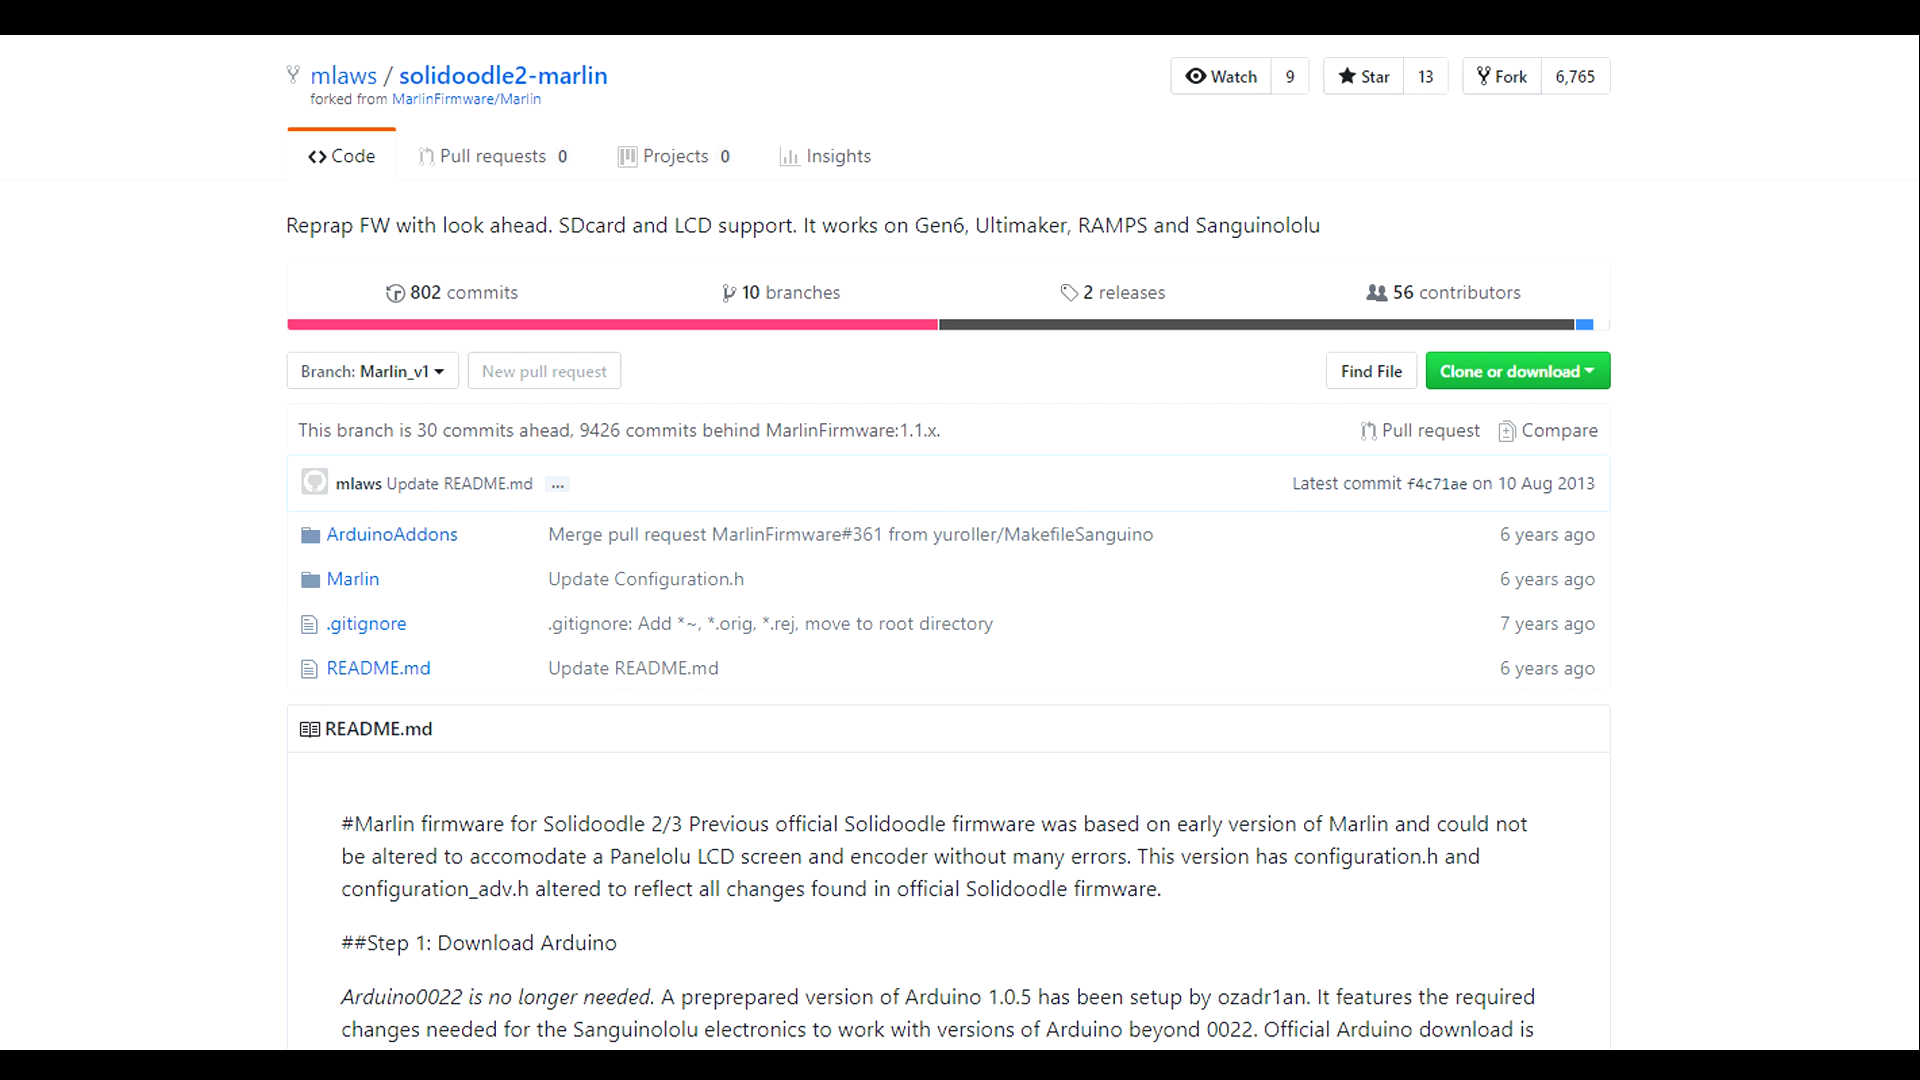 mlaws / solidoodle2-marlin
forked from MarlinFirmware/Marlin
Watch 9 Star 13 Fork 6,765
Code Pull requests 0 Projects 0 Insights
Reprap FW with look ahead. SDcard and LCD support. It works on Gen6, Ultimaker, RAMPS and Sanguinololu
802 commits 10 branches 2 releases 56 contributors
Branch: Marlin_v1 New pull request Find File Clone or download
This branch is 30 commits ahead, 9426 commits behind MarlinFirmware:1.1.x. Pull request Compare
mlaws Update README.md ... Latest commit f4c71ae on 10 Aug 2013
ArduinoAddons Merge pull request MarlinFirmware#361 from yuroller/MakefileSanguino 6 years ago
Marlin Update Configuration.h 6 years ago
.gitignore .gitignore: Add *~, *.orig, *.rej, move to root directory 7 years ago
README.md Update README.md 6 years ago
README.md
#Marlin firmware for Solidoodle 2/3 Previous official Solidoodle firmware was based on early version of Marlin and could not
be altered to accomodate a Panelolu LCD screen and encoder without many errors. This version has configuration.h and
configuration_adv.h altered to reflect all changes found in official Solidoodle firmware.
##Step 1: Download Arduino
Arduino0022 is no longer needed. A preprepared version of Arduino 1.0.5 has been setup by ozadr1an. It features the required
changes needed for the Sanguinololu electronics to work with versions of Arduino beyond 0022. Official Arduino download is